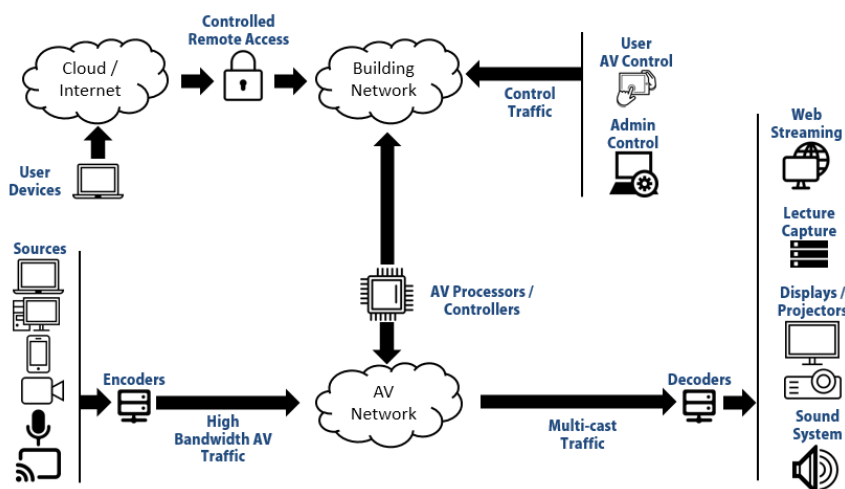 Controlled
Remote Access
Cloud /
Internet
Building
Network
User
AV Control
Control
Traffic
Admin
Control
User
Devices
Web
Streaming
Lecture
Capture
Sources
AV Processors /
Controllers
Displays /
Projectors
Encoders
High
Bandwidth AV
Traffic
AV
Network
Multi-cast
Traffic
Decoders
Sound
System